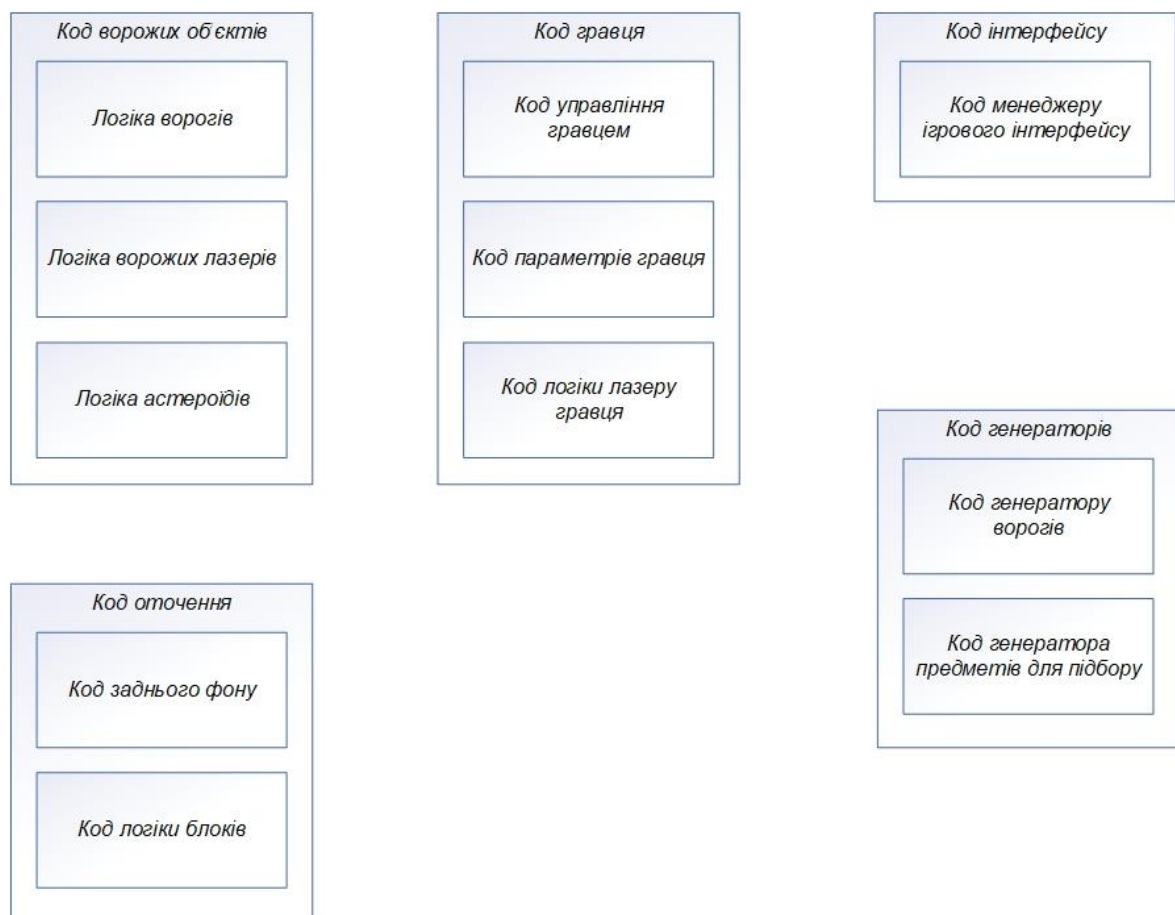 Код ворожих об'єктів
Логіка ворогів
Логіка ворожих лазерів
Логіка астероїдів
Код гравця
Код управління
гравцем
Код параметрів гравця
Код логіки лазеру
гравця
Код інтерфейсу
Код менеджеру
ігрового інтерфейсу
Код генераторів
Код генератору
ворогів
Код генератора
предметів для підбору
Код оточення
Код заднього фону
Код логіки блоків